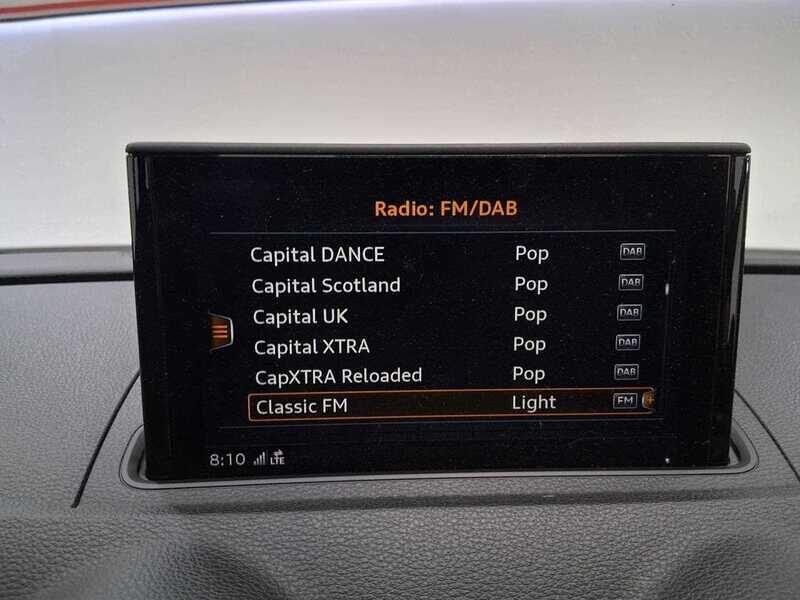 Radio: FM/DAB
Capital DANCE Pop DAB
Capital Scotland Pop DAB
Capital UK Pop DAB
Capital XTRA Pop DAB
CapXTRA Reloaded Pop DAB
Classic FM Light FM
8:10 LTE